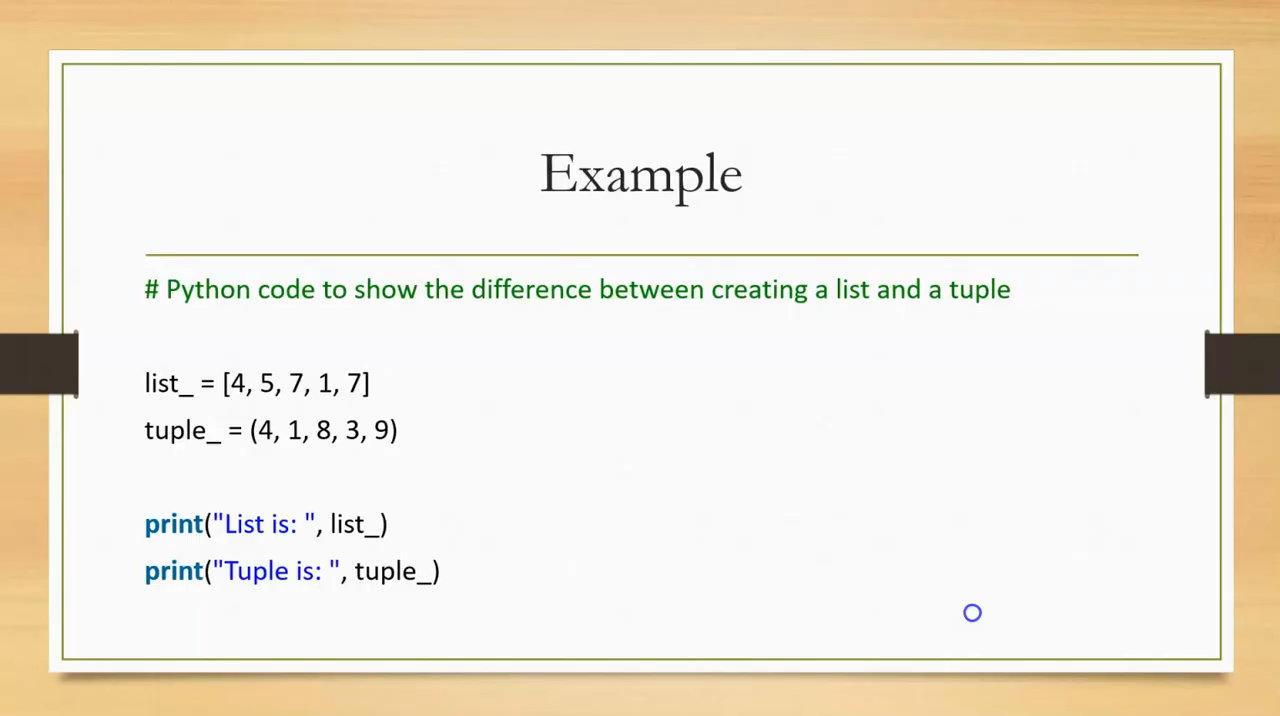 Example
# Python code to show the difference between creating a list and a tuple
list_ = [4, 5, 7, 1, 7]
tuple_ = (4, 1, 8, 3, 9)
print("List is: ", list_)
print("Tuple is: ", tuple_)